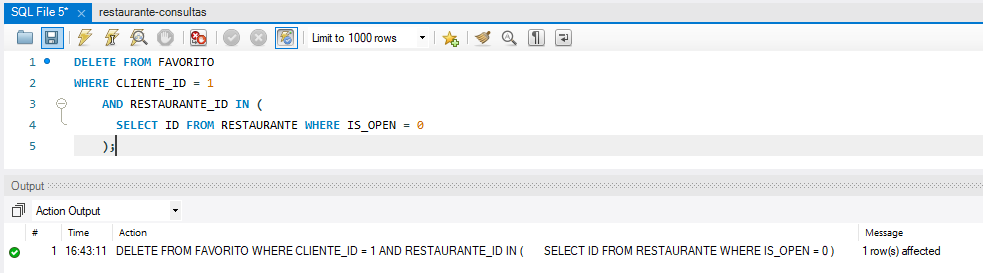 SQL File 5* restaurante-consultas
Limit to 1000 rows
1 DELETE FROM FAVORITO
2 WHERE CLIENTE_ID = 1
3 AND RESTAURANTE_ID IN (
4 SELECT ID FROM RESTAURANTE WHERE IS_OPEN = 0
5 );
Output
Action Output
# Time Action Message
1 16:43:11 DELETE FROM FAVORITO WHERE CLIENTE_ID = 1 AND RESTAURANTE_ID IN ( SELECT ID FROM RESTAURANTE WHERE IS_OPEN = 0 ) 1 row(s) affected